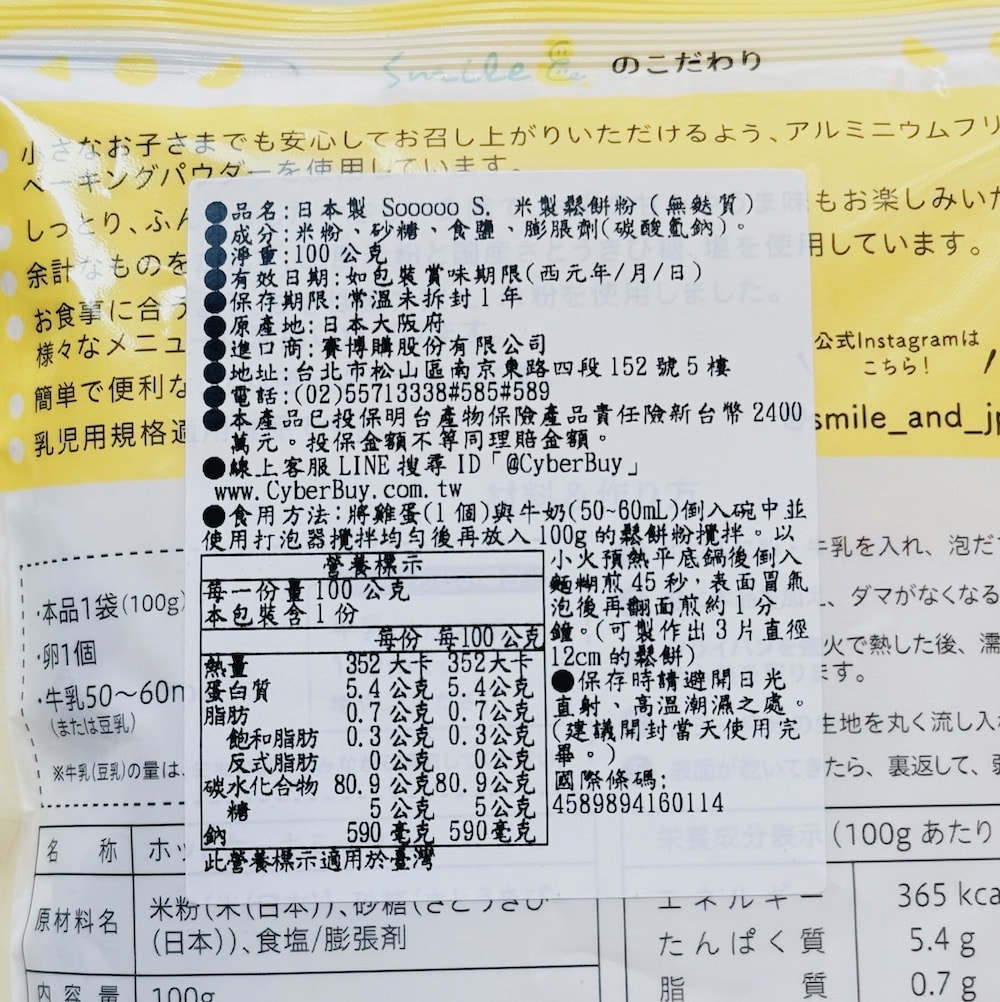 smile のこだわり
小さなお子さまでも安心してお召し上がりいただけるよう、アルミニウムフリ
ベーキングパウダーを使用しています。
しっとり、ふん
ま味もお楽しみいた
余計なものを
用しています。
お食事に合う
様々なメニュ
簡単で便利な
乳児用規格適
公式Instagramは
こちら!
smile_and_jp
●品名:日本製 Sooooo S. 米製鬆餅粉(無麩質)
●成分:米粉、砂糖、食鹽、膨脹劑(碳酸氫鈉)。
●淨重:100 公克
●有效日期:如包裝賞味期限(西元年/月/日)
●保存期限:常溫未拆封1年
●原產地:日本大阪府
●進口商:賽博購股份有限公司
●地址:台北市松山區南京東路四段152號5樓
●電話:(02)55713338#585#589
●本產品已投保明台產物保險產品責任險新台幣2400
萬元。投保金額不等同理賠金額。
●線上客服LINE搜尋ID「@CyberBuy」
www.CyberBuy.com.tw
●食用方法:將雞蛋(1個)與牛奶(50~60mL)倒入碗中並
使用打泡器攪拌均勻後再放入100g的鬆餅粉攪拌。以
小火預熱平底鍋後倒入
麵糊煎45秒，表面冒氣
泡後再翻面煎約1分
鐘。(可製作出3片直徑
12cm的鬆餅)
●保存時請避開日光
直射、高溫潮濕之處。
(建議開封當天使用完
畢。)
國際條碼:
4589894160114
營養標示
每一份量100公克
本包裝含1份
每份 每100公克
熱量 352大卡 352大卡
蛋白質 5.4公克 5.4公克
脂肪 0.7公克 0.7公克
飽和脂肪 0.3公克 0.3公克
反式脂肪 0公克 0公克
碳水化合物 80.9公克 80.9公克
糖 5公克 5公克
鈉 590毫克 590毫克
此營養標示適用於臺灣
・本品1袋(100g)
・卵1個
・牛乳50〜60m
(または豆乳)
※牛乳(豆乳)の量は、
牛乳を入れ、泡だ
、ダマがなくなる
火で熱した後、濡
ます。
生地を丸く流し入
たら、裏返して、弱
名 称 ホッ
原材料名 米粉(米(日本))、砂糖(さとうきび
(日本))、食塩/膨張剤
内容量 100g
栄養成分表示(100gあたり
エネルギー 365 kca
たんぱく質 5.4 g
脂 質 0.7 g